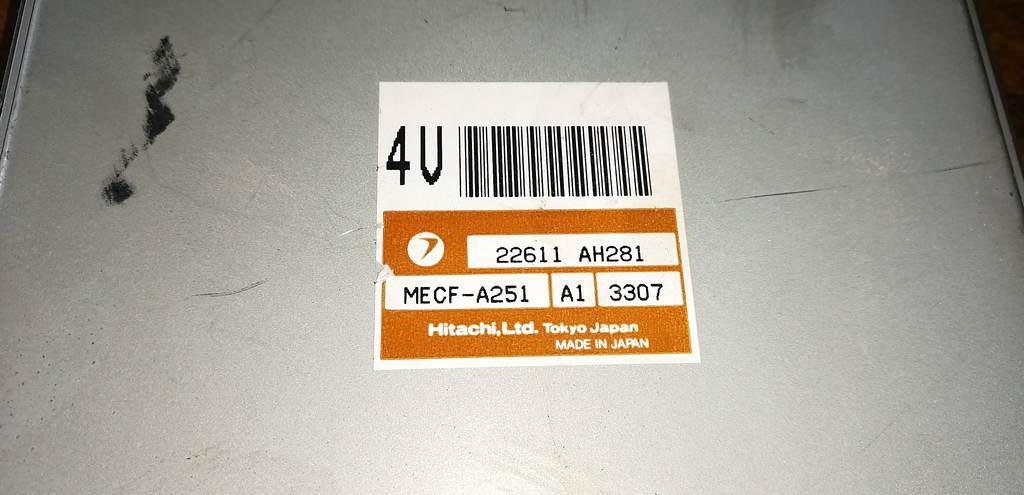 4V
22611 AH281
MECF-A251 A1 3307
Hitachi,Ltd. Tokyo Japan
MADE IN JAPAN